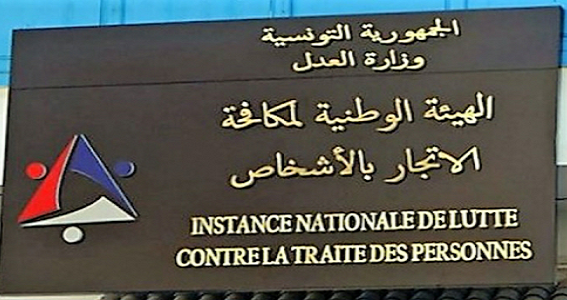 الجمهورية التونسية
وزارة العدل
الهيئة الوطنية لمكافحة
الاتجار بالأشخاص
INSTANCE NATIONALE DE LUTTE
CONTRE LA TRAITE DES PERSONNES